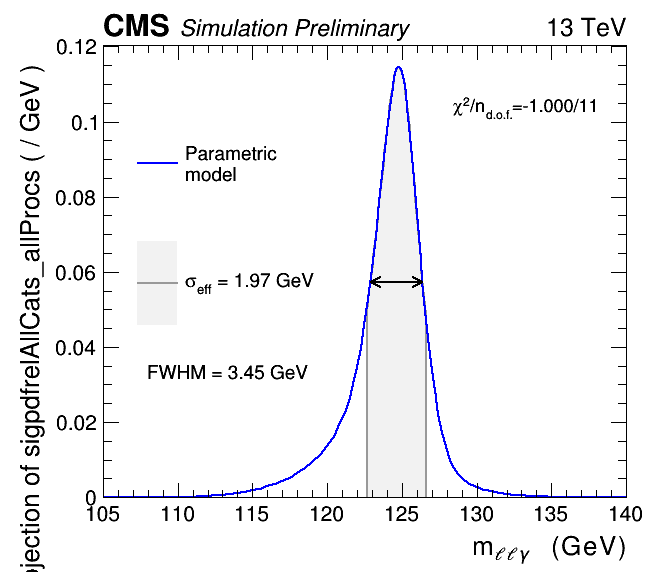 CMS Simulation Preliminary 13 TeV
ojection of sigpdfrelAllCats_allProcs ( / GeV )
0.12
0.1
0.08
0.06
0.04
0.02
0
χ²/n_d.o.f.=-1.000/11
Parametric
model
σ_eff = 1.97 GeV
FWHM = 3.45 GeV
105 110 115 120 125 130 135 140
m_ℓℓγ (GeV)